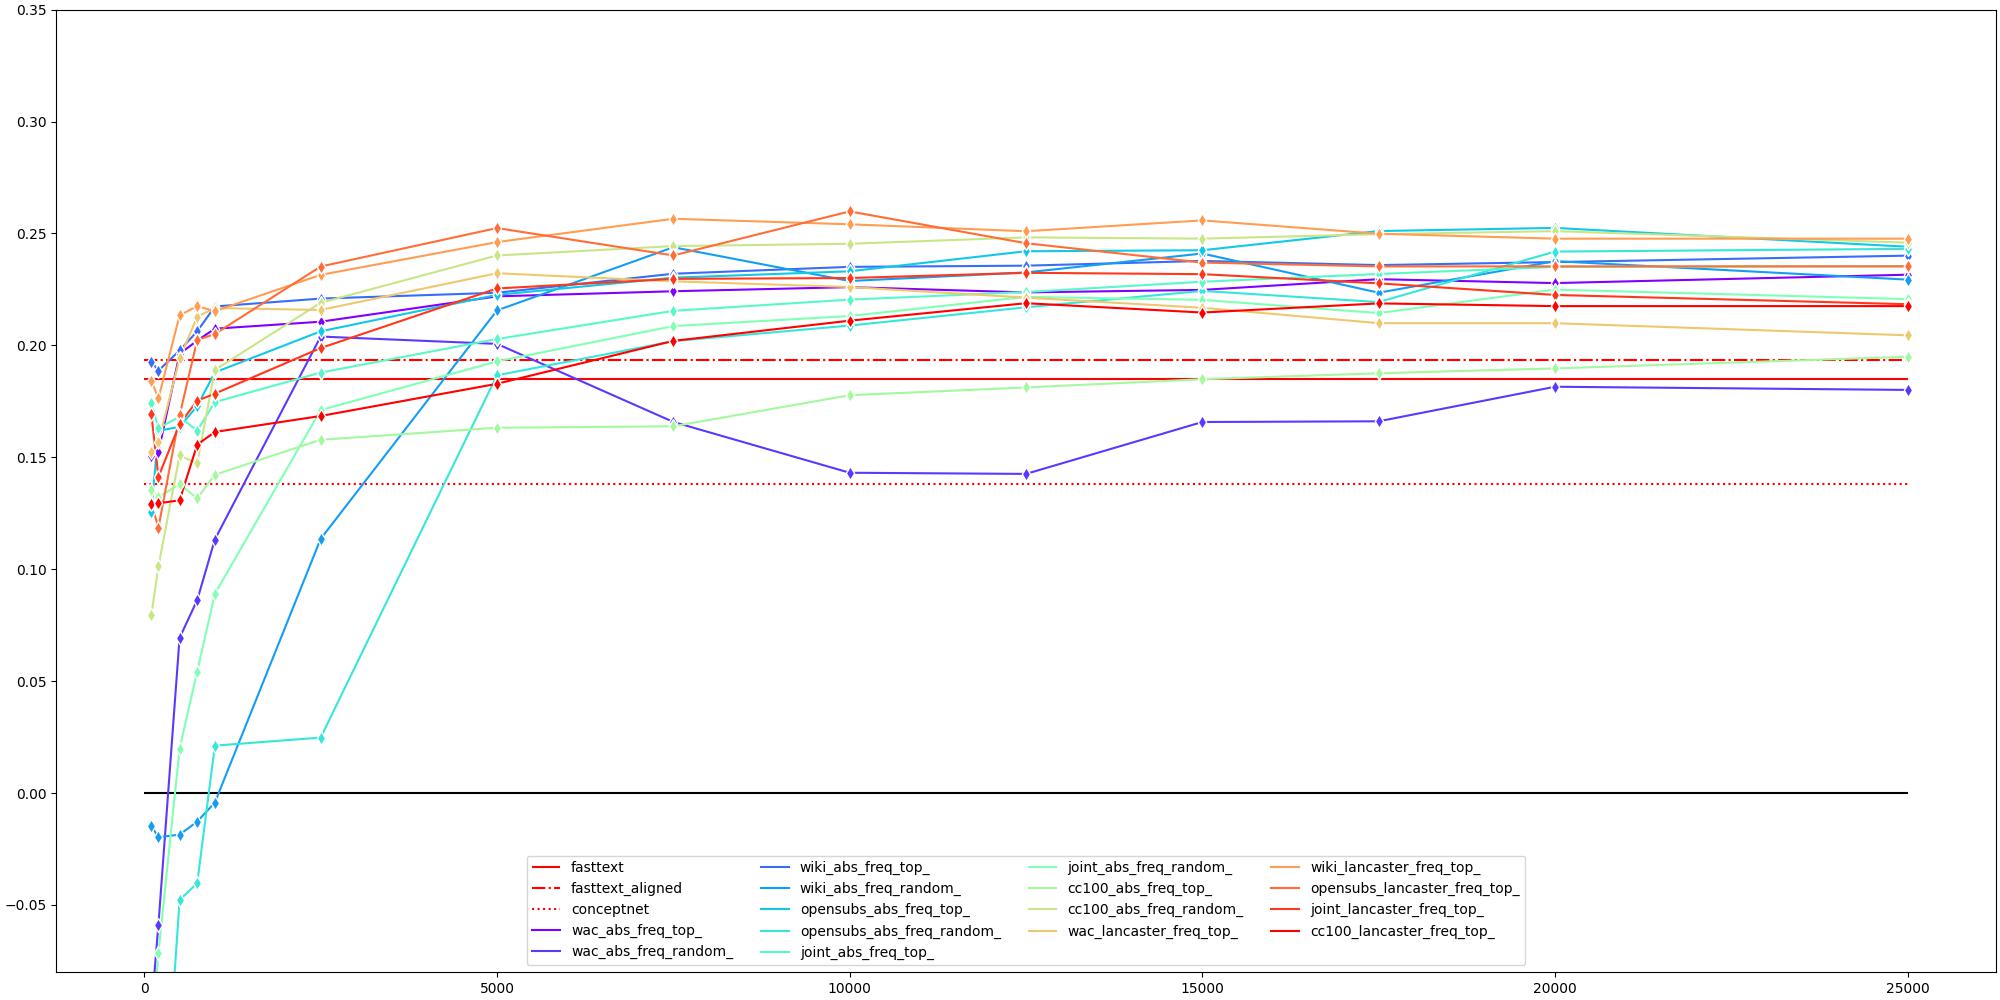 0.35
0.30
0.25
0.20
0.15
0.10
0.05
0.00
−0.05
0 5000 10000 15000 20000 25000
fasttext
fasttext_aligned
conceptnet
wac_abs_freq_top_
wac_abs_freq_random_
wiki_abs_freq_top_
wiki_abs_freq_random_
opensubs_abs_freq_top_
opensubs_abs_freq_random_
joint_abs_freq_top_
joint_abs_freq_random_
cc100_abs_freq_top_
cc100_abs_freq_random_
wac_lancaster_freq_top_
wiki_lancaster_freq_top_
opensubs_lancaster_freq_top_
joint_lancaster_freq_top_
cc100_lancaster_freq_top_